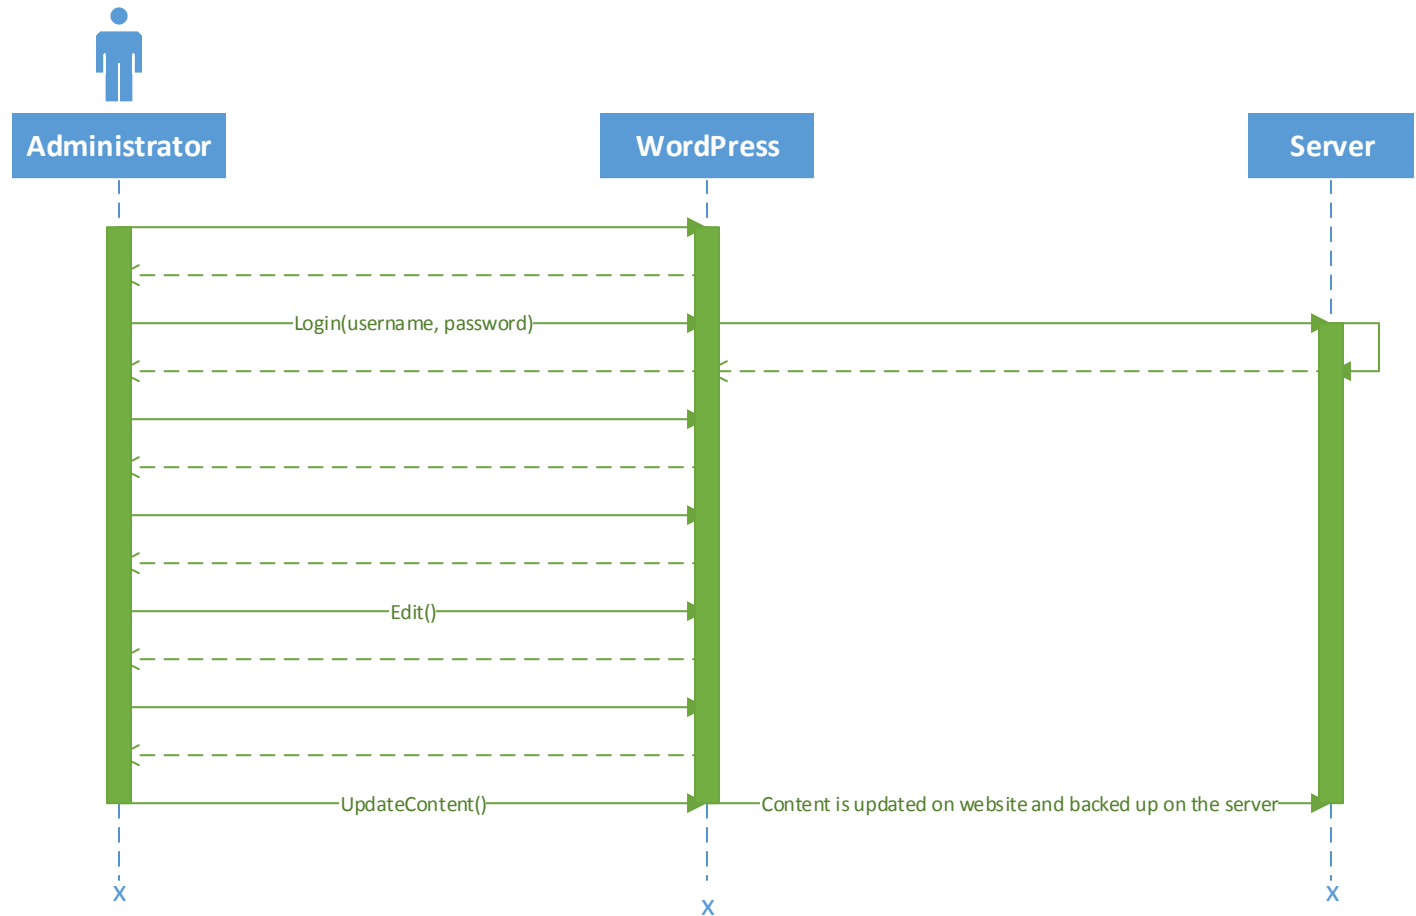 Administrator
WordPress
Server
Login(username, password)
Edit()
UpdateContent()
Content is updated on website and backed up on the server
X
X
X